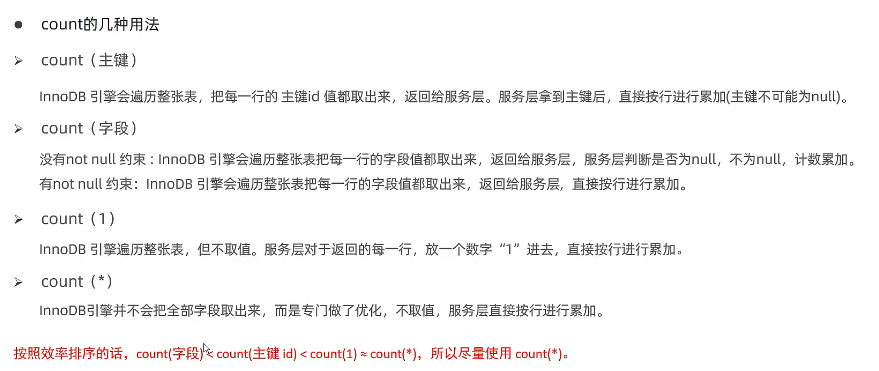 ● count的几种用法
➢ count（主键）
InnoDB 引擎会遍历整张表，把每一行的 主键id 值都取出来，返回给服务层。服务层拿到主键后，直接按行进行累加(主键不可能为null)。
➢ count（字段）
没有not null 约束 : InnoDB 引擎会遍历整张表把每一行的字段值都取出来，返回给服务层，服务层判断是否为null，不为null，计数累加。
有not null 约束：InnoDB 引擎会遍历整张表把每一行的字段值都取出来，返回给服务层，直接按行进行累加。
➢ count（1）
InnoDB 引擎遍历整张表，但不取值。服务层对于返回的每一行，放一个数字“1”进去，直接按行进行累加。
➢ count（*）
InnoDB引擎并不会把全部字段取出来，而是专门做了优化，不取值，服务层直接按行进行累加。
按照效率排序的话，count(字段) < count(主键 id) < count(1) ≈ count(*)，所以尽量使用 count(*)。